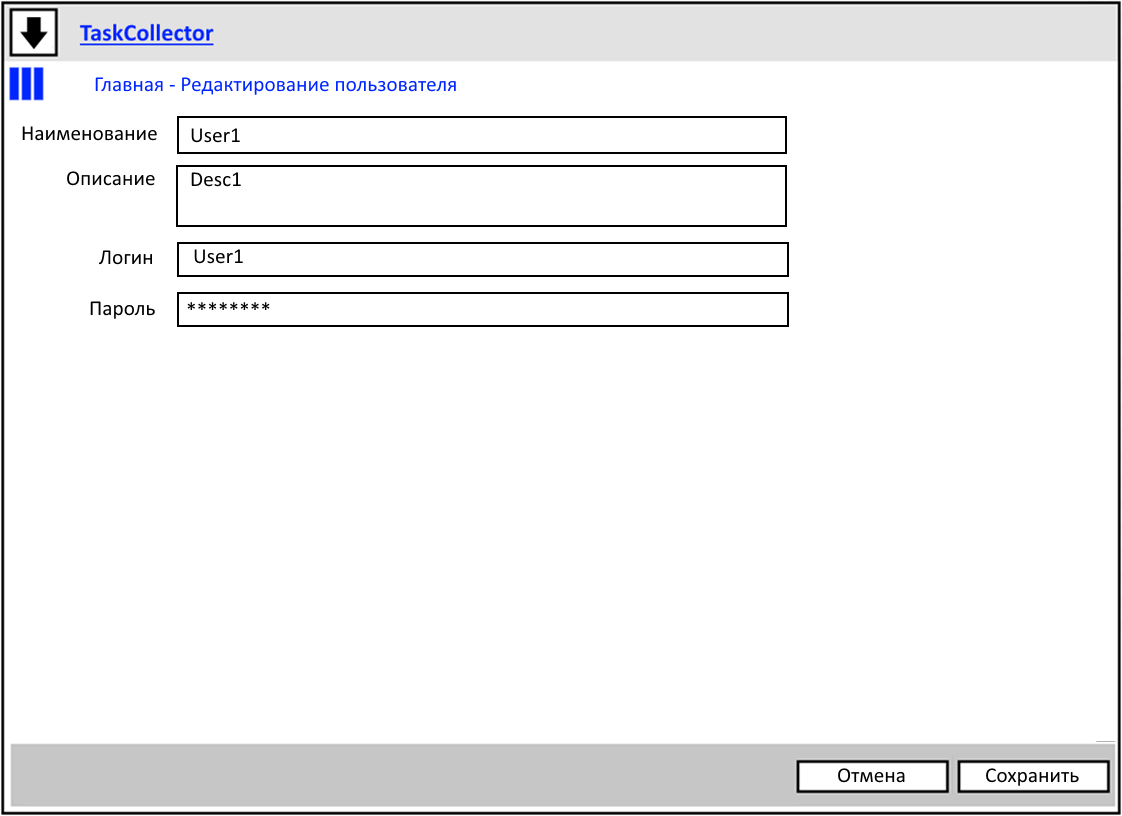 TaskCollector
Главная - Редактирование пользователя
Наименование User1
Описание Desc1
Логин User1
Пароль ********
Отмена Сохранить